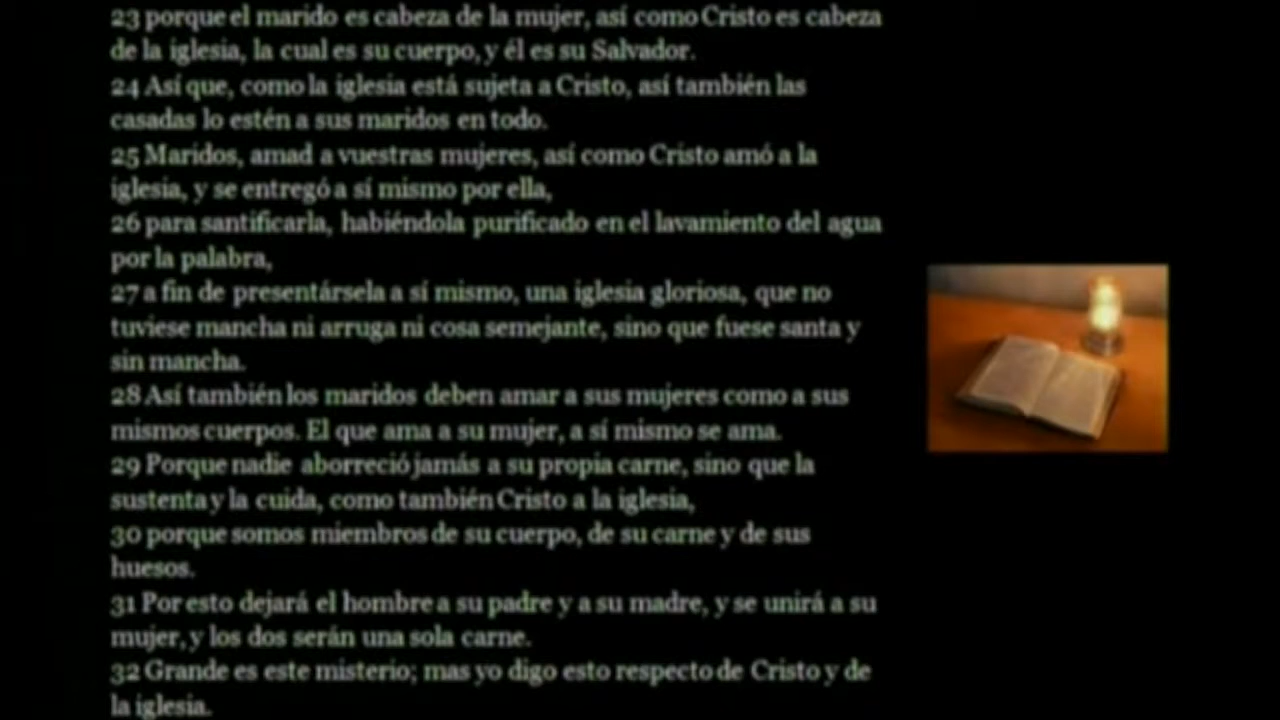 23 porque el marido es cabeza de la mujer, así como Cristo es cabeza
de la iglesia, la cual es su cuerpo, y él es su Salvador.
24 Así que, como la iglesia está sujeta a Cristo, así también las
casadas lo estén a sus maridos en todo.
25 Maridos, amad a vuestras mujeres, así como Cristo amó a la
iglesia, y se entregó a sí mismo por ella,
26 para santificarla, habiéndola purificado en el lavamiento del agua
por la palabra,
27 a fin de presentársela a sí mismo, una iglesia gloriosa, que no
tuviese mancha ni arruga ni cosa semejante, sino que fuese santa y
sin mancha.
28 Así también los maridos deben amar a sus mujeres como a sus
mismos cuerpos. El que ama a su mujer, a sí mismo se ama.
29 Porque nadie aborreció jamás a su propia carne, sino que la
sustenta y la cuida, como también Cristo a la iglesia,
30 porque somos miembros de su cuerpo, de su carne y de sus
huesos.
31 Por esto dejará el hombre a su padre y a su madre, y se unirá a su
mujer, y los dos serán una sola carne.
32 Grande es este misterio; mas yo digo esto respecto de Cristo y de
la iglesia.